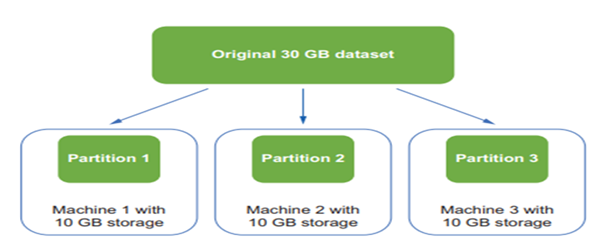 Original 30 GB dataset
Partition 1
Partition 2
Partition 3
Machine 1 with
10 GB storage
Machine 2 with
10 GB storage
Machine 3 with
10 GB storage